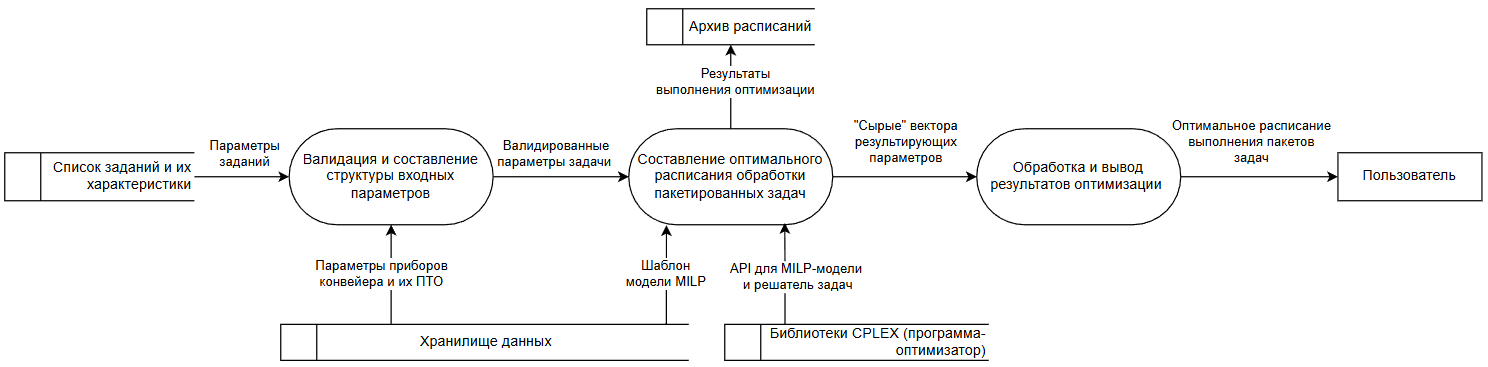 Архив расписаний
Результаты
выполнения оптимизации
Список заданий и их
характеристики
Параметры
заданий
Валидация и составление
структуры входных
параметров
Валидированные
параметры задачи
Составление оптимального
расписания обработки
пакетированных задач
"Сырые" вектора
результирующих
параметров
Обработка и вывод
результатов оптимизации
Оптимальное расписание
выполнения пакетов
задач
Пользователь
Параметры приборов
конвейера и их ПТО
Шаблон
модели MILP
API для MILP-модели
и решатель задач
Хранилище данных
Библиотеки CPLEX (программа-
оптимизатор)